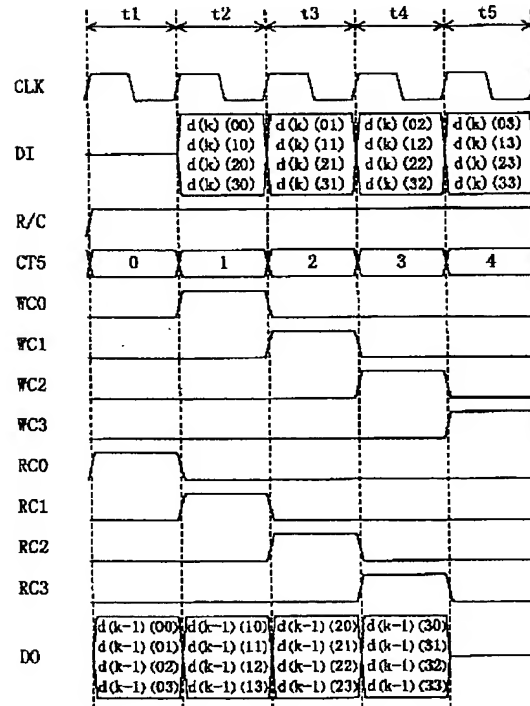 t1 t2 t3 t4 t5
CLK
DI
d(k)(00) d(k)(01) d(k)(02) d(k)(03)
d(k)(10) d(k)(11) d(k)(12) d(k)(13)
d(k)(20) d(k)(21) d(k)(22) d(k)(23)
d(k)(30) d(k)(31) d(k)(32) d(k)(33)
R/C
CT5 0 1 2 3 4
WC0
WC1
WC2
WC3
RC0
RC1
RC2
RC3
DO
d(k-1)(00) d(k-1)(10) d(k-1)(20) d(k-1)(30)
d(k-1)(01) d(k-1)(11) d(k-1)(21) d(k-1)(31)
d(k-1)(02) d(k-1)(12) d(k-1)(22) d(k-1)(32)
d(k-1)(03) d(k-1)(13) d(k-1)(23) d(k-1)(33)